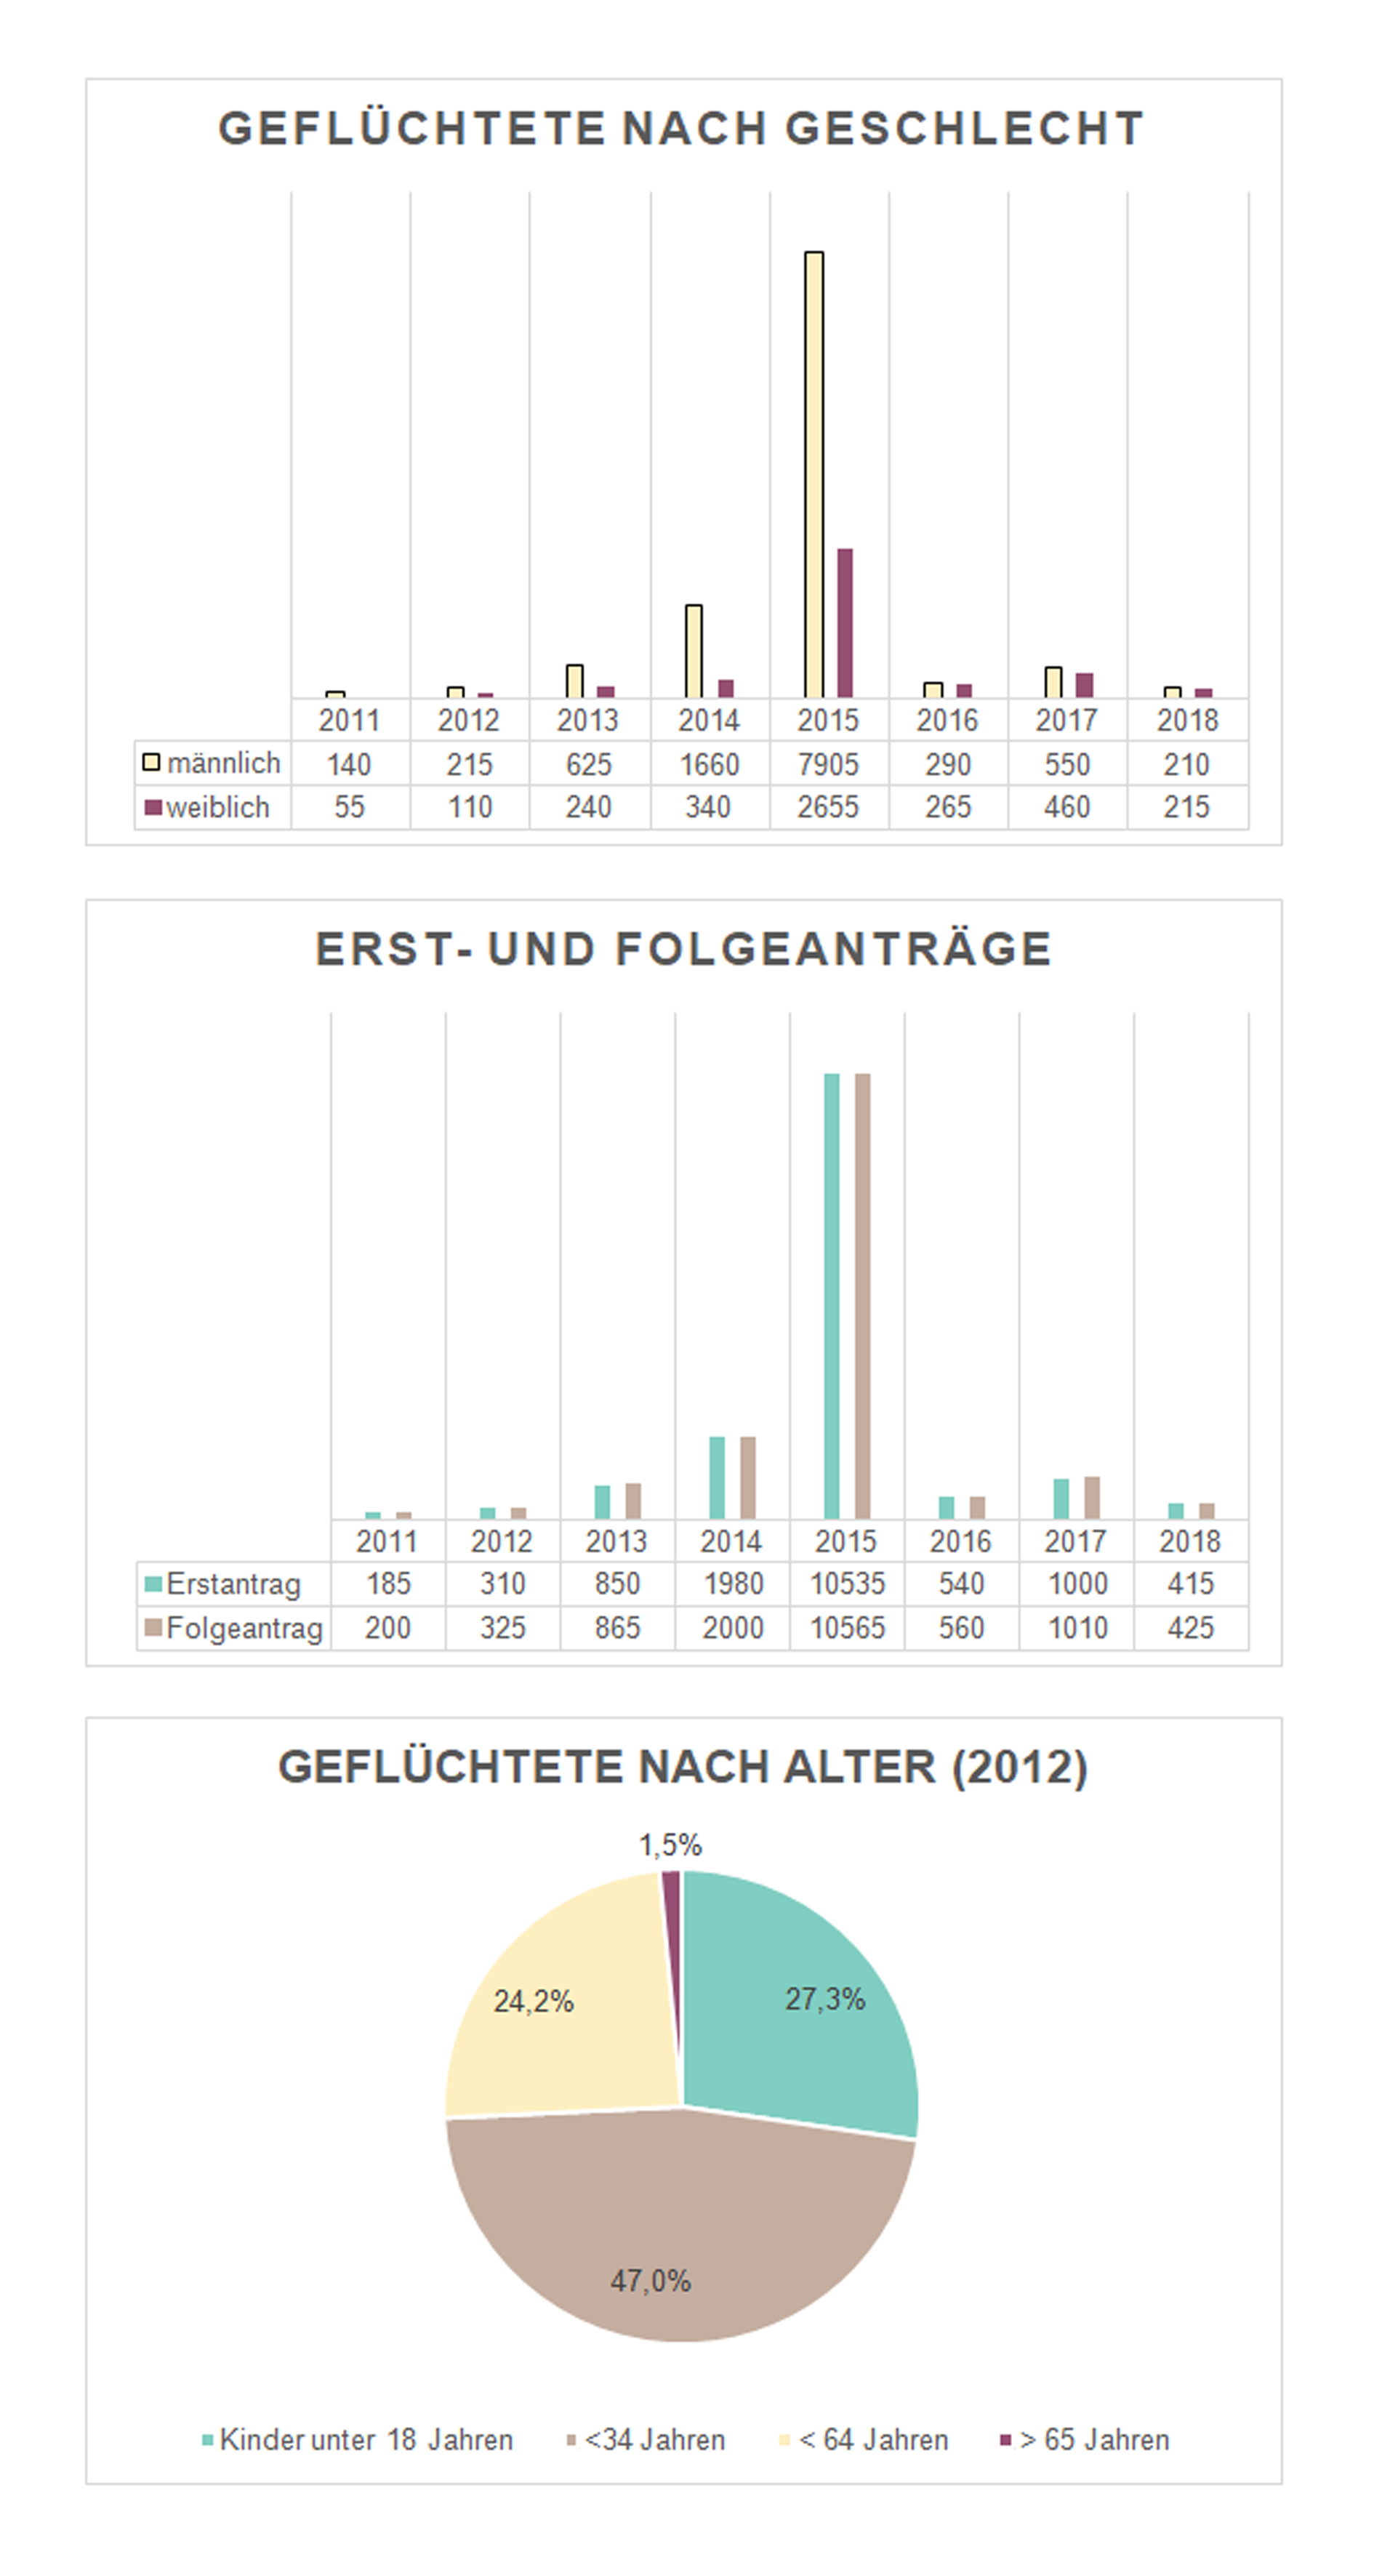 GEFLÜCHTETE NACH GESCHLECHT
2011 2012 2013 2014 2015 2016 2017 2018
männlich 140 215 625 1660 7905 290 550 210
weiblich 55 110 240 340 2655 265 460 215
ERST- UND FOLGEANTRÄGE
2011 2012 2013 2014 2015 2016 2017 2018
Erstantrag 185 310 850 1980 10535 540 1000 415
Folgeantrag 200 325 865 2000 10565 560 1010 425
GEFLÜCHTETE NACH ALTER (2012)
1,5%
24,2% 27,3%
47,0%
Kinder unter 18 Jahren <34 Jahren < 64 Jahren > 65 Jahren